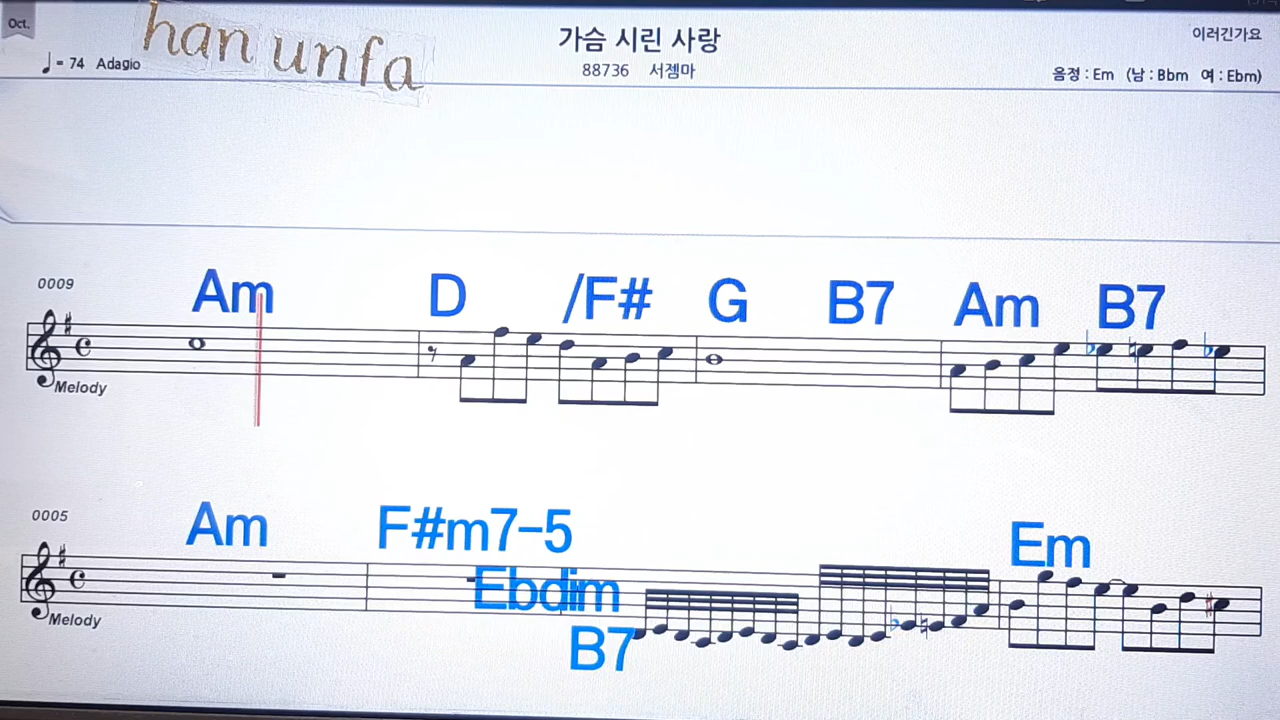 Oct.
han unfa
가슴 시린 사랑
이러긴가요
♩= 74 Adagio
88736 서젬마
음정 : Em (남 : Bbm 여 : Ebm)
0009
Am D /F# G B7 Am B7
Melody
0005
Am F#m7-5 Em
Ebdim
B7
Melody